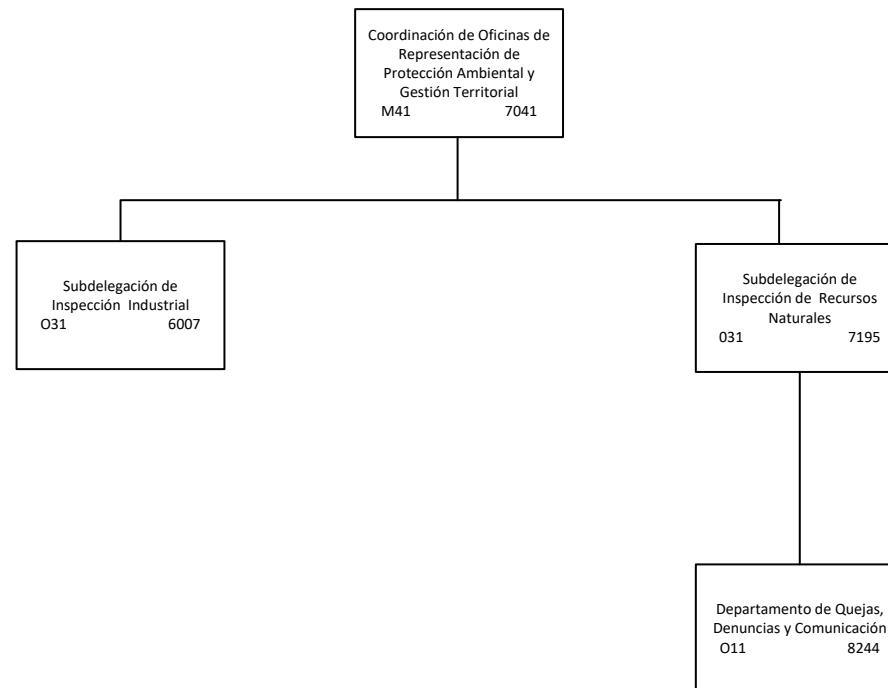 Coordinación de Oficinas de
Representación de
Protección Ambiental y
Gestión Territorial
M41 7041
Subdelegación de
Inspección Industrial
O31 6007
Subdelegación de
Inspección de Recursos
Naturales
031 7195
Departamento de Quejas,
Denuncias y Comunicación
O11 8244